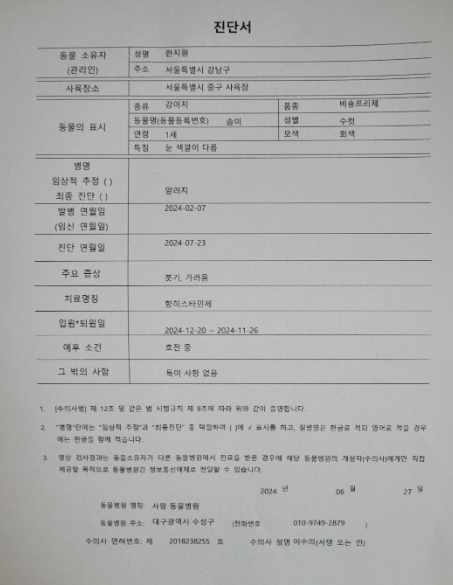 진단서
동물 소유자 (관리인) 성명 한지원
주소 서울특별시 강남구
사육장소 서울특별시 중구 사육장
동물의 표시 종류 강아지 품종 비숑프리제
동물명(동물등록번호) 송이 성별 수컷
연령 1세 모색 회색
특징 눈 색깔이 다름
병명
임상적 추정 ( )
최종 진단 ( ) 알러지
발병 연월일 (임신 연월일) 2024-02-07
진단 연월일 2024-07-23
주요 증상 붓기, 가려움
치료명칭 항히스타민제
입원*퇴원일 2024-12-20 ~ 2024-11-26
예후 소견 호전 중
그 밖의 사항 특이 사항 없음
1. [수의사법] 제 12조 및 같은 법 시행규칙 제 9조에 따라 위와 같이 증명합니다.
2. "병명"란에는 "임상적 추정"과 "최종진단" 중 택일하여 ( )에 √ 표시를 하고, 질병명은 한글로 적되 영어로 적을 경우
에는 한글을 함께 적습니다.
3. 영상 검사결과는 동물소유자가 다른 동물병원에서 진료를 받은 경우에 해당 동물병원의 개설자(수의사)에게만 직접
제공할 목적으로 동물병원간 정보통신매체로 전달할 수 있습니다.
2024 년 06 월 27 일
동물병원 명칭: 사랑 동물병원
동물병원 주소: 대구광역시 수성구 (전화번호 010-9749-2879 )
수의사 면허번호: 제 2018238255 호 수의사 성명 이수의(서명 또는 인)